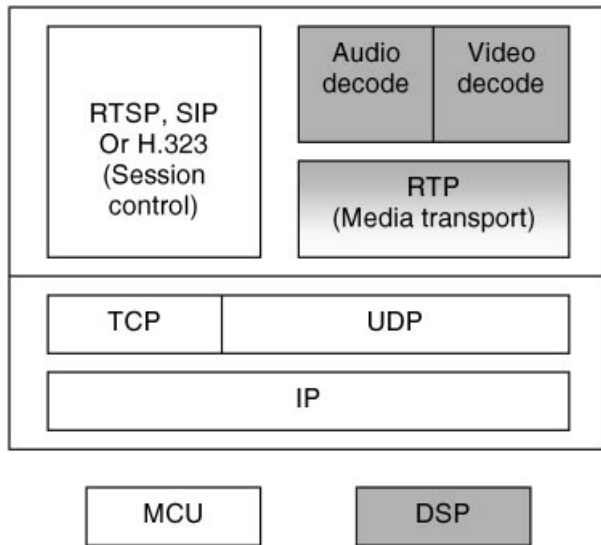 RTSP, SIP
Or H.323
(Session
control)
Audio
decode
Video
decode
RTP
(Media transport)
TCP
UDP
IP
MCU
DSP